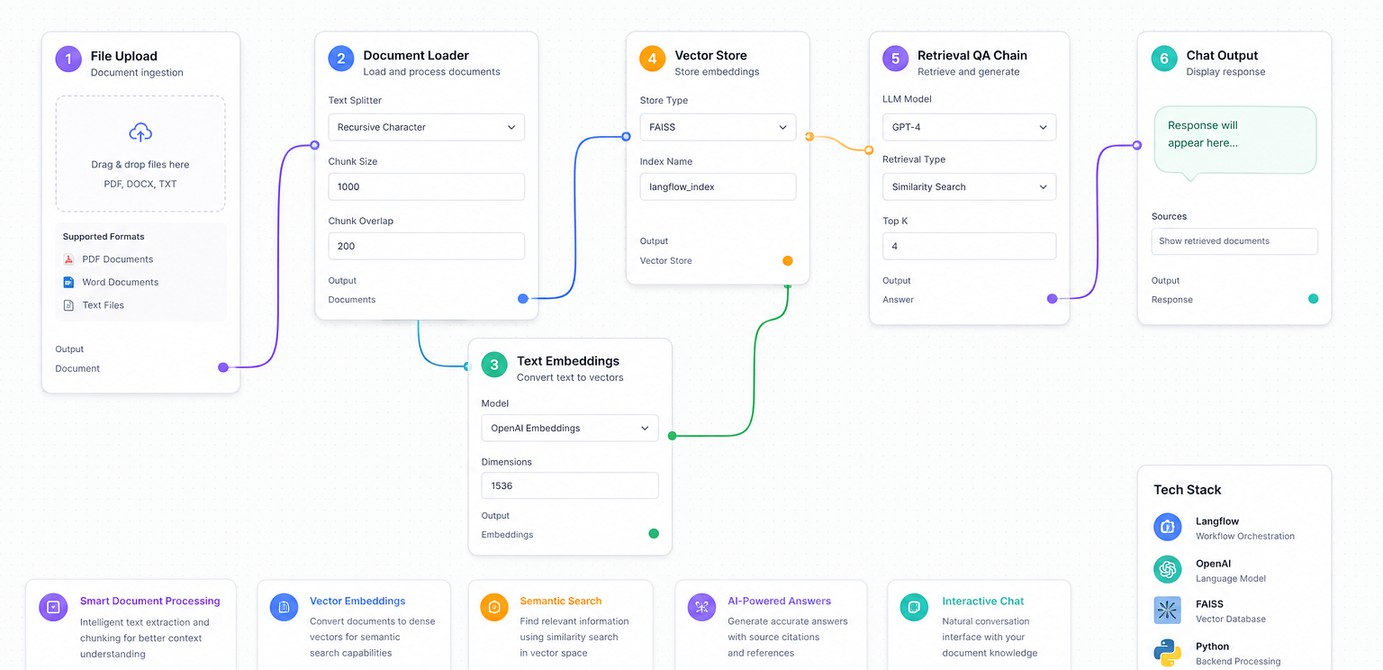 1
File Upload
Document ingestion
Drag & drop files here
PDF, DOCX, TXT
Supported Formats
PDF Documents
Word Documents
Text Files
Output
Document
2
Document Loader
Load and process documents
Text Splitter
Recursive Character
Chunk Size
1000
Chunk Overlap
200
Output
Documents
3
Text Embeddings
Convert text to vectors
Model
OpenAI Embeddings
Dimensions
1536
Output
Embeddings
4
Vector Store
Store embeddings
Store Type
FAISS
Index Name
langflow_index
Output
Vector Store
5
Retrieval QA Chain
Retrieve and generate
LLM Model
GPT-4
Retrieval Type
Similarity Search
Top K
4
Output
Answer
6
Chat Output
Display response
Response will
appear here...
Sources
Show retrieved documents
Output
Response
Tech Stack
Langflow
Workflow Orchestration
OpenAI
Language Model
FAISS
Vector Database
Python
Backend Processing
Smart Document Processing
Intelligent text extraction and
chunking for better context
understanding
Vector Embeddings
Convert documents to dense
vectors for semantic
search capabilities
Semantic Search
Find relevant information
using similarity search
in vector space
AI-Powered Answers
Generate accurate answers
with source citations
and references
Interactive Chat
Natural conversation
interface with your
document knowledge